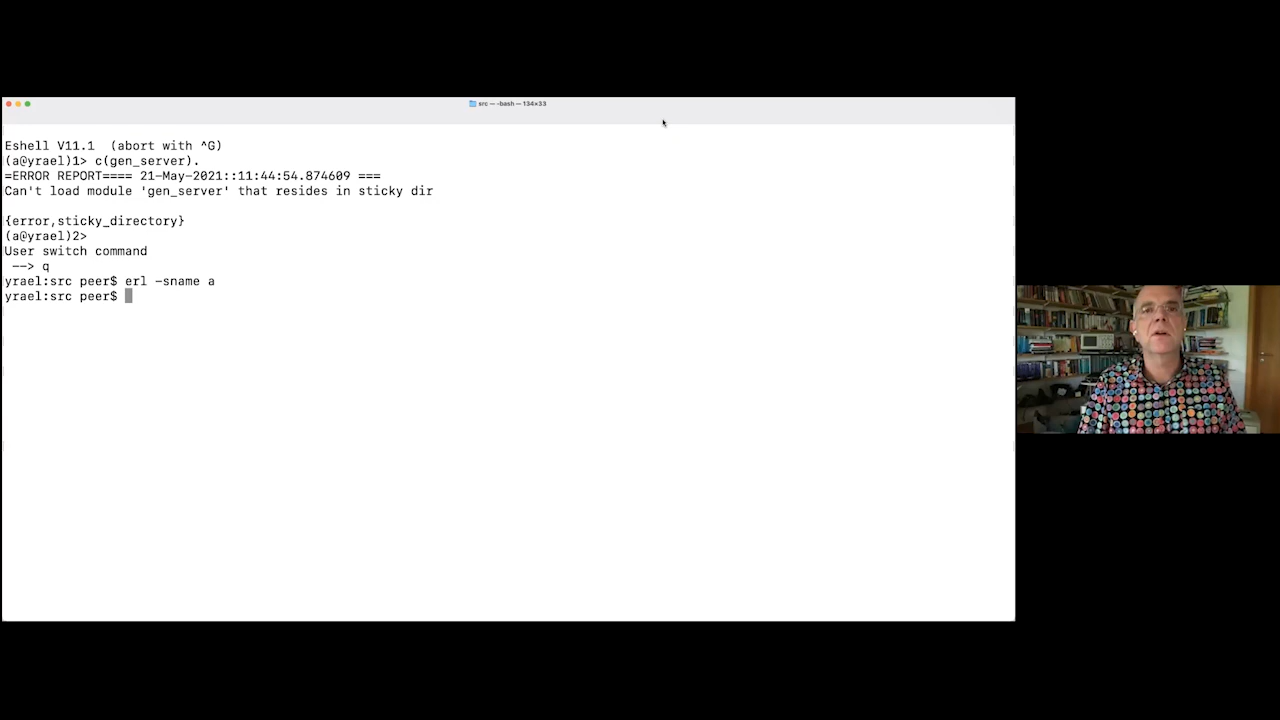 src — -bash — 134×33
Eshell V11.1  (abort with ^G)
(a@yrael)1> c(gen_server).
=ERROR REPORT==== 21-May-2021::11:44:54.874609 ===
Can't load module 'gen_server' that resides in sticky dir
{error,sticky_directory}
(a@yrael)2>
User switch command
 --> q
yrael:src peer$ erl -sname a
yrael:src peer$